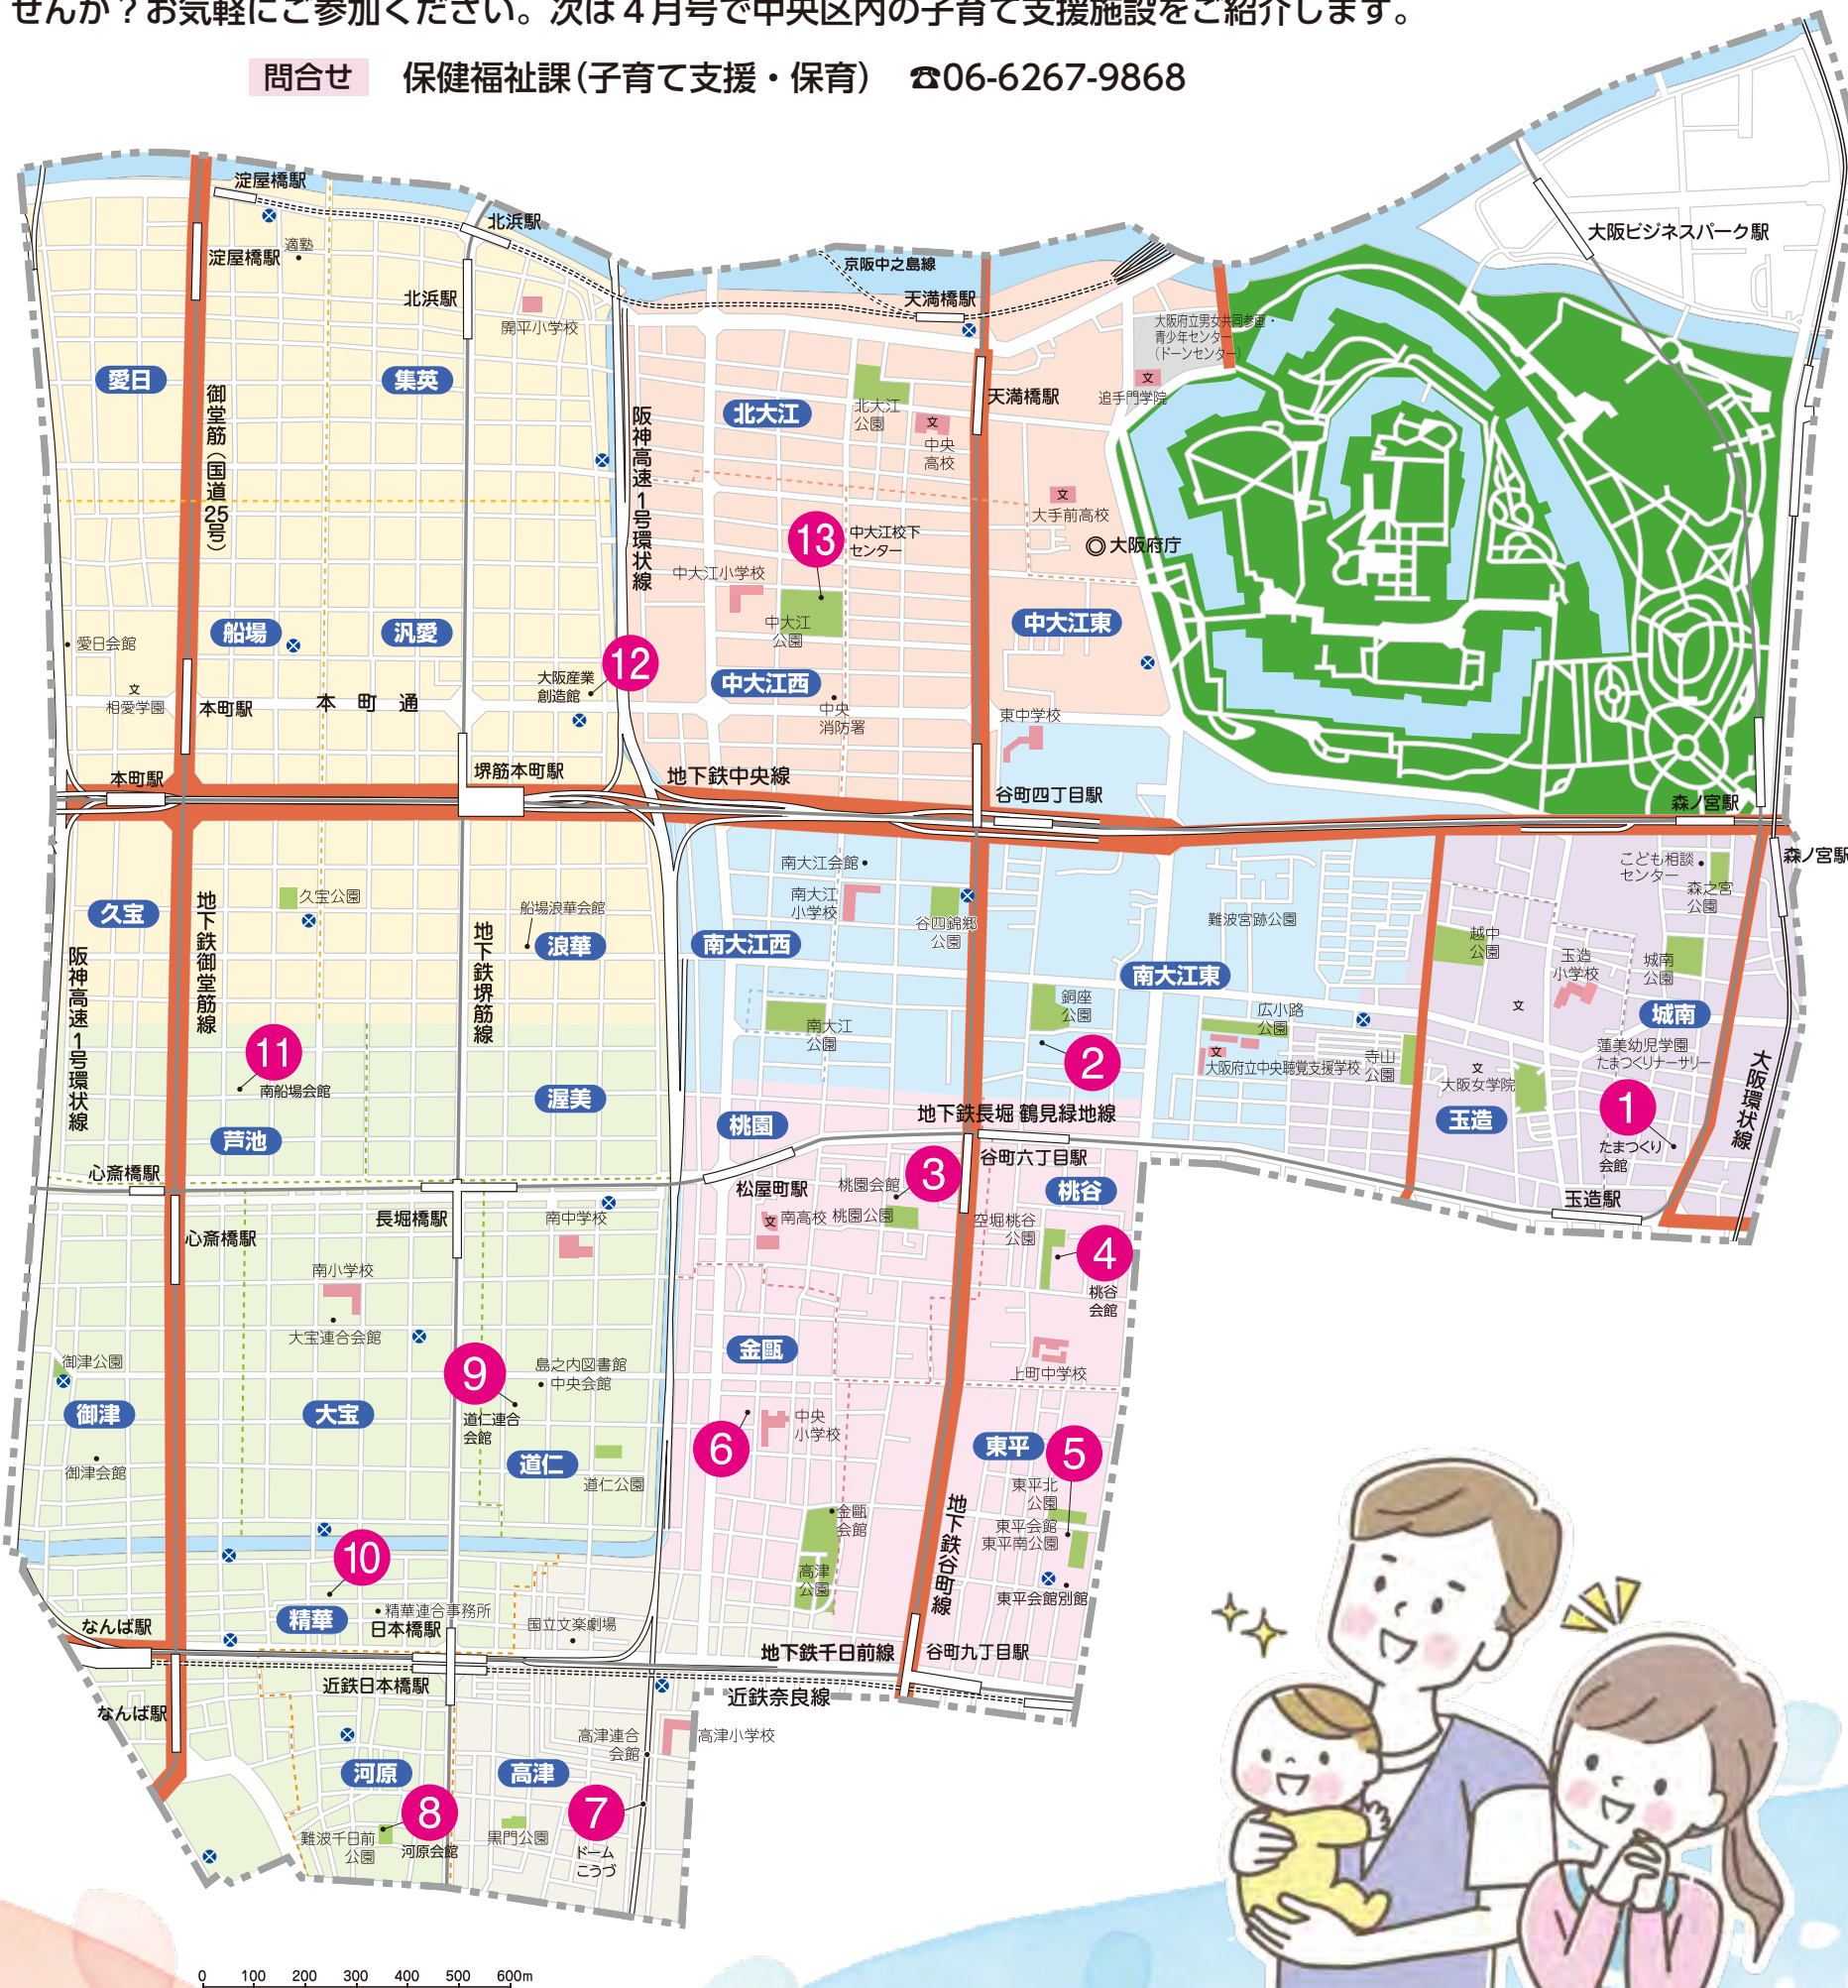 せんか？お気軽にご参加ください。次は４月号で中央区内の子育て支援施設をご紹介します。
問合せ 保健福祉課（子育て支援・保育） ☎06-6267-9868
淀屋橋駅
北浜駅
大阪ビジネスパーク駅
適塾
淀屋橋駅
京阪中之島線
北浜駅
天満橋駅
開平小学校
大阪府立男女共同参画・
青少年センター
（ドーンセンター）
愛日
集英
御堂筋（国道25号）
阪神高速1号環状線
北大江
北大江
公園
文
中央
高校
天満橋駅
文
追手門学院
文
大手前高校
◎大阪府庁
13
中大江校下
センター
中大江小学校
中大江
公園
船場
汎愛
中大江東
愛日会館
文
相愛学園
本町駅
本町通
大阪産業
創造館
12
中大江西
中央
消防署
東中学校
本町駅
堺筋本町駅
地下鉄中央線
谷町四丁目駅
森ノ宮駅
森ノ宮駅
久宝
久宝公園
船場浪華会館
浪華
南大江会館
南大江
小学校
谷四錦郷
公園
難波宮跡公園
こども相談
センター
森之宮
公園
阪神高速1号環状線
地下鉄御堂筋線
地下鉄堺筋線
南大江西
南大江東
越中
公園
玉造
小学校
城南
公園
文
城南
南大江
公園
銅座
公園
広小路
公園
11
南船場会館
渥美
芦池
2
文
大阪府立中央聴覚支援学校
寺山
公園
文
大阪女学院
蓮美幼児学園
たまつくりナーサリー
大阪環状線
玉造
1
たまつくり
会館
桃園
地下鉄長堀 鶴見緑地線
心斎橋駅
松屋町駅
桃園会館
3
谷町六丁目駅
桃谷
玉造駅
長堀橋駅
心斎橋駅
南中学校
文
南高校
桃園公園
空堀桃谷
公園
4
桃谷
会館
南小学校
大宝連合会館
金甌
上町中学校
御津公園
9
島之内図書館
中央会館
道仁連合
会館
御津
大宝
6
中央
小学校
東平
5
御津会館
道仁
道仁公園
東平北
公園
金甌
会館
東平会館
東平南公園
地下鉄谷町線
10
高津
公園
東平会館別館
精華
精華連合事務所
なんば駅
日本橋駅
国立文楽劇場
地下鉄千日前線
谷町九丁目駅
近鉄日本橋駅
近鉄奈良線
なんば駅
高津連合
会館
高津小学校
河原
高津
8
7
難波千日前
公園
河原会館
黒門公園
ドーム
こうづ
0 100 200 300 400 500 600m